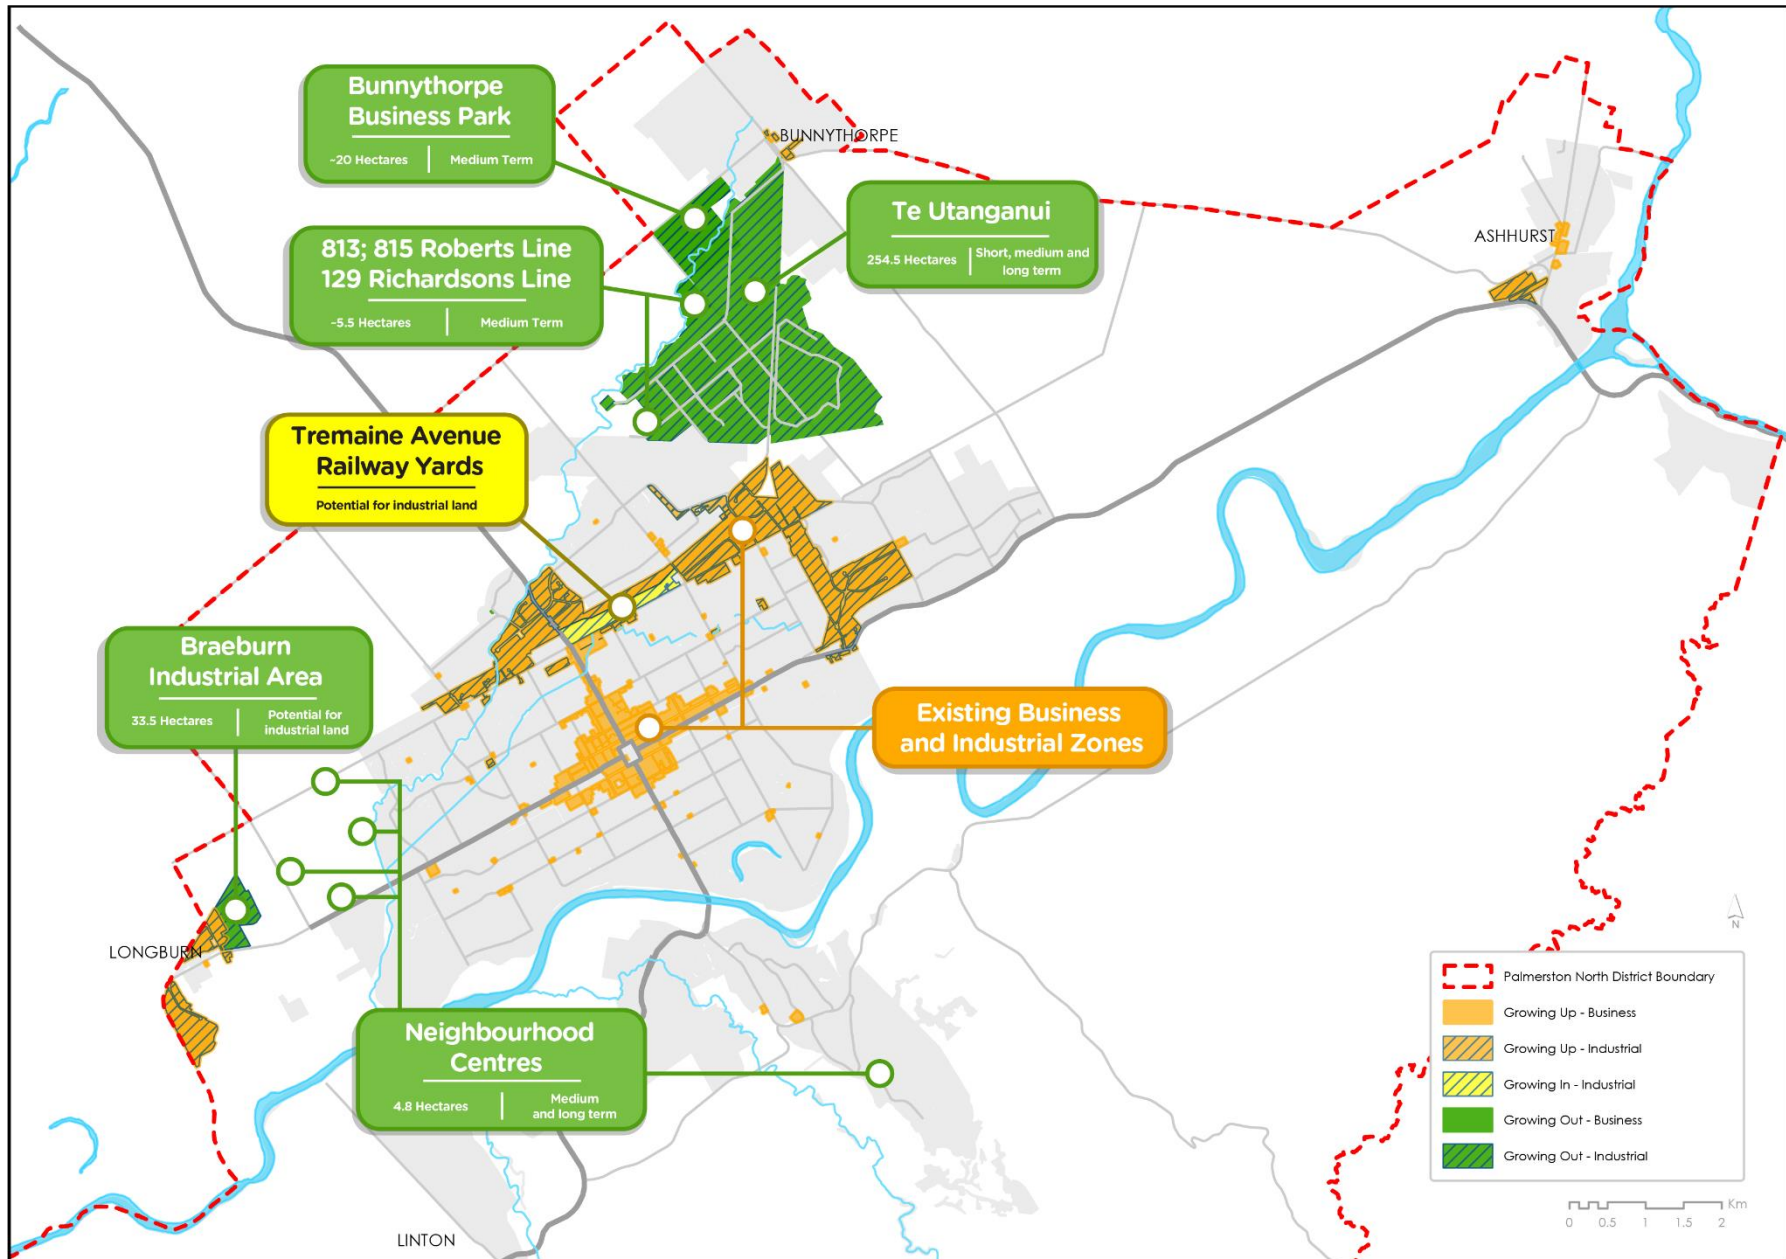 Bunnythorpe
Business Park
~20 Hectares
Medium Term
BUNNYTHORPE
813; 815 Roberts Line
129 Richardsons Line
~5.5 Hectares
Medium Term
Te Utanganui
254.5 Hectares
Short, medium and
long term
ASHHURST
Tremaine Avenue
Railway Yards
Potential for industrial land
Braeburn
Industrial Area
33.5 Hectares
Potential for
industrial land
Existing Business
and Industrial Zones
LONGBURN
Neighbourhood
Centres
4.8 Hectares
Medium
and long term
LINTON
N
Palmerston North District Boundary
Growing Up - Business
Growing Up - Industrial
Growing In - Industrial
Growing Out - Business
Growing Out - Industrial
Km
0 0.5 1 1.5 2